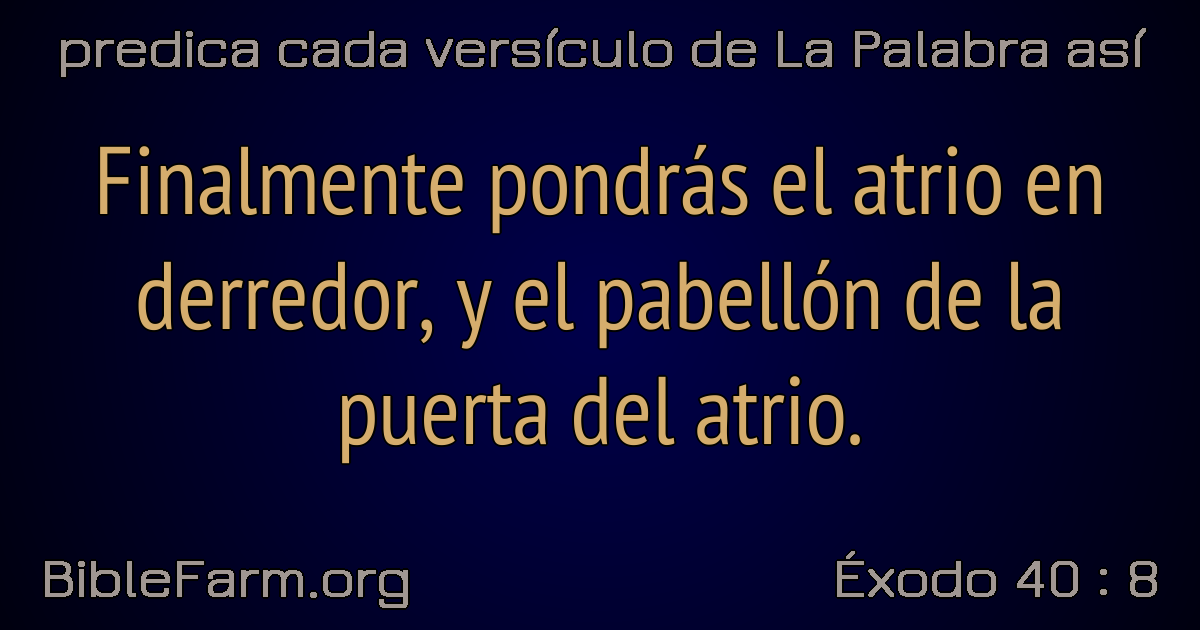 predica cada versículo de La Palabra así
Finalmente pondrás el atrio en
derredor, y el pabellón de la
puerta del atrio.
BibleFarm.org
Éxodo 40 : 8